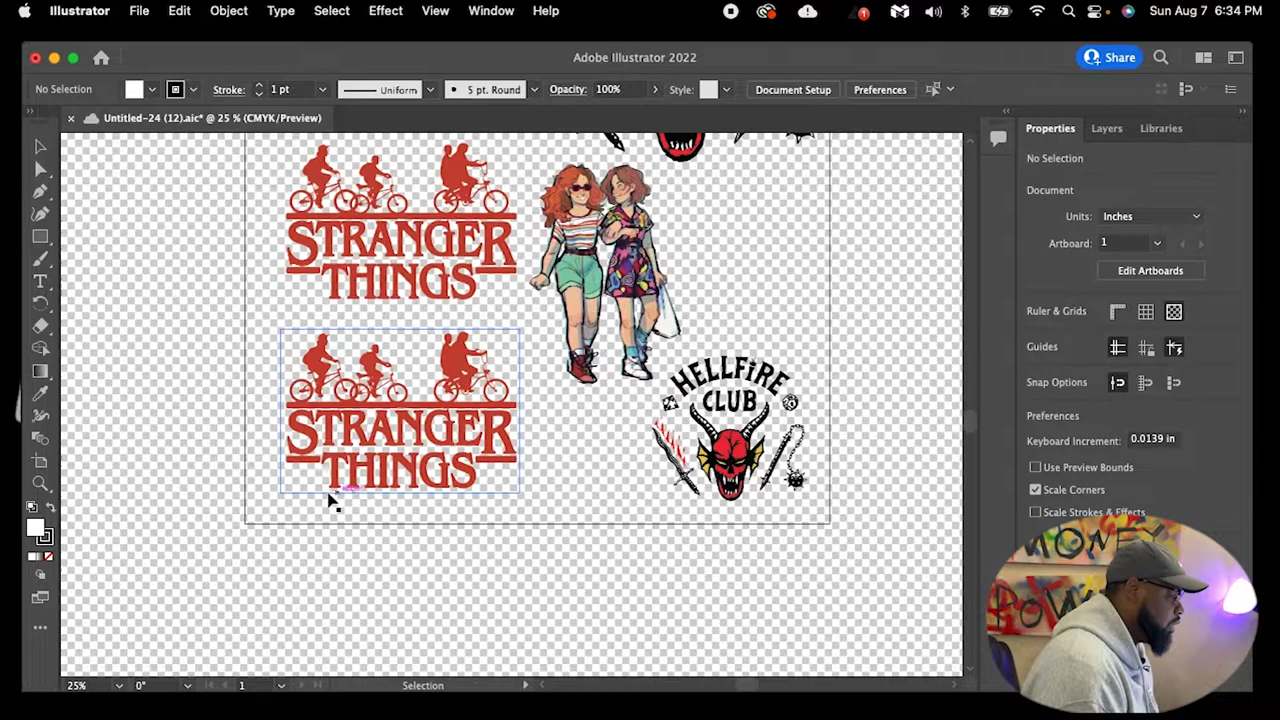 Illustrator File Edit Object Type Select Effect View Window Help
1
Sun Aug 7 6:34 PM
Adobe Illustrator 2022
Share
No Selection
Stroke:
1 pt
Uniform
5 pt. Round
Opacity:
100%
Style:
Document Setup
Preferences
Untitled-24 (12).aic* @ 25 % (CMYK/Preview)
Properties
Layers
Libraries
No Selection
Document
Units:
Inches
Artboard:
1
Edit Artboards
Ruler & Grids
Guides
Snap Options
Preferences
Keyboard Increment:
0.0139 in
Use Preview Bounds
Scale Corners
Scale Strokes & Effects
STRANGER
THINGS
STRANGER
THINGS
HELLFIRE
CLUB
20
MONEY
25%
0°
1
Selection